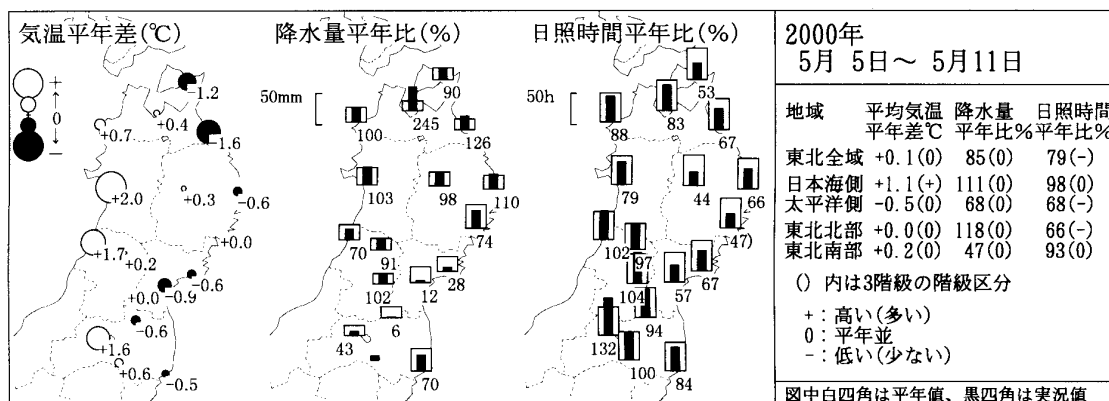 気温平年差(℃)
+
0
−
−1.2
+0.4
+0.7
−1.6
+2.0
+0.3
−0.6
+0.0
+1.7
+0.2
−0.6
+0.0
−0.9
−0.6
+1.6
+0.6
−0.5
降水量平年比(%)
50mm
90
100
245
126
103
98
110
74
70
91
28
102
12
6
43
70
日照時間平年比(%)
50h
53
88
83
67
79
44
66
47)
102
97
67
104
57
94
132
100
84
2000年
5月 5日～ 5月11日
地域 平均気温 降水量 日照時間
平年差℃ 平年比% 平年比%
東北全域 +0.1(0) 85(0) 79(-)
日本海側 +1.1(+) 111(0) 98(0)
太平洋側 -0.5(0) 68(0) 68(-)
東北北部 +0.0(0) 118(0) 66(-)
東北南部 +0.2(0) 47(0) 93(0)
() 内は3階級の階級区分
+：高い(多い)
0：平年並
-：低い(少ない)
図中白四角は平年値、黒四角は実況値